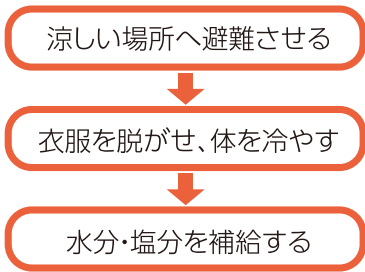 涼しい場所へ避難させる
衣服を脱がせ、体を冷やす
水分・塩分を補給する